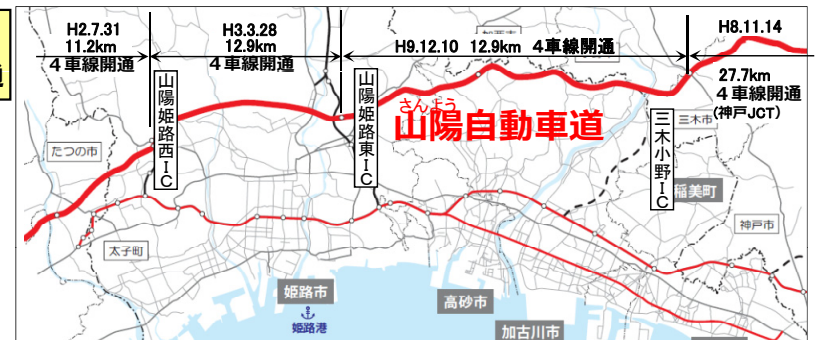 H2.7.31
11.2km
４車線開通
H3.3.28
12.9km
４車線開通
H9.12.10 12.9km ４車線開通
H8.11.14
27.7km
４車線開通
(神戸JCT)
山陽姫路西IC
山陽姫路東IC
三木小野IC
さんよう
山陽自動車道
たつの市
三木市
稲美町
神戸市
太子町
姫路市
姫路港
高砂市
加古川市